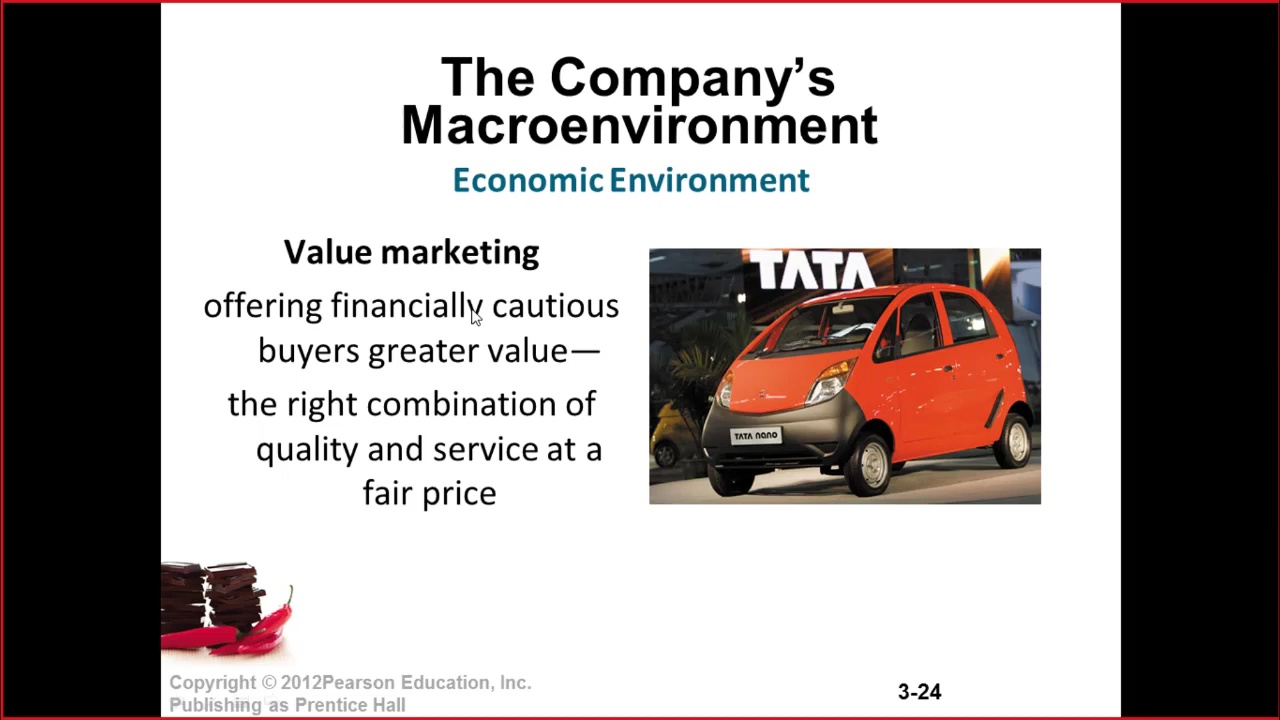 The Company’s
Macroenvironment
Economic Environment
Value marketing
offering financially cautious
buyers greater value—
the right combination of
quality and service at a
fair price
TATA
TATA nano
Copyright © 2012Pearson Education, Inc.
Publishing as Prentice Hall
3-24